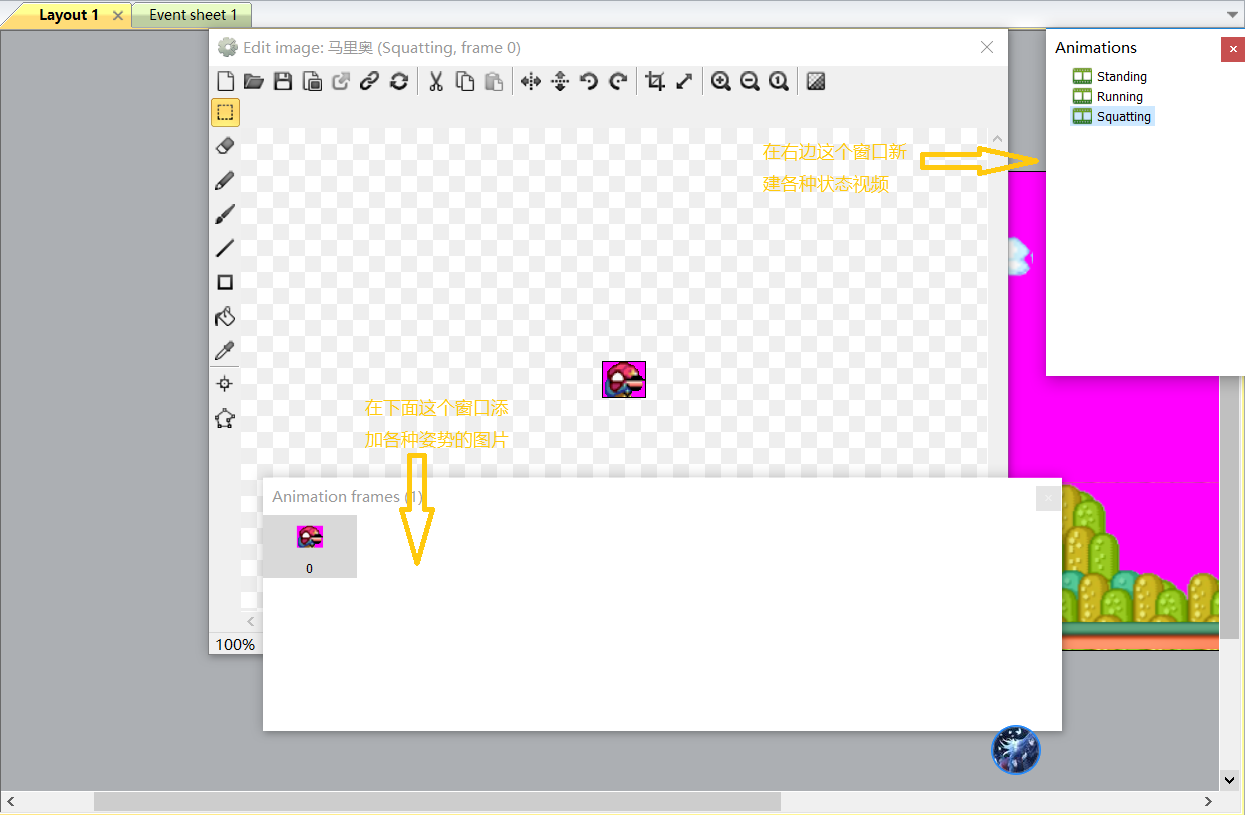 Layout 1
Event sheet 1
Edit image: 马里奥 (Squatting, frame 0)
Animations
Standing
Running
Squatting
在右边这个窗口新
建各种状态视频
在下面这个窗口添
加各种姿势的图片
Animation frames (1)
0
100%